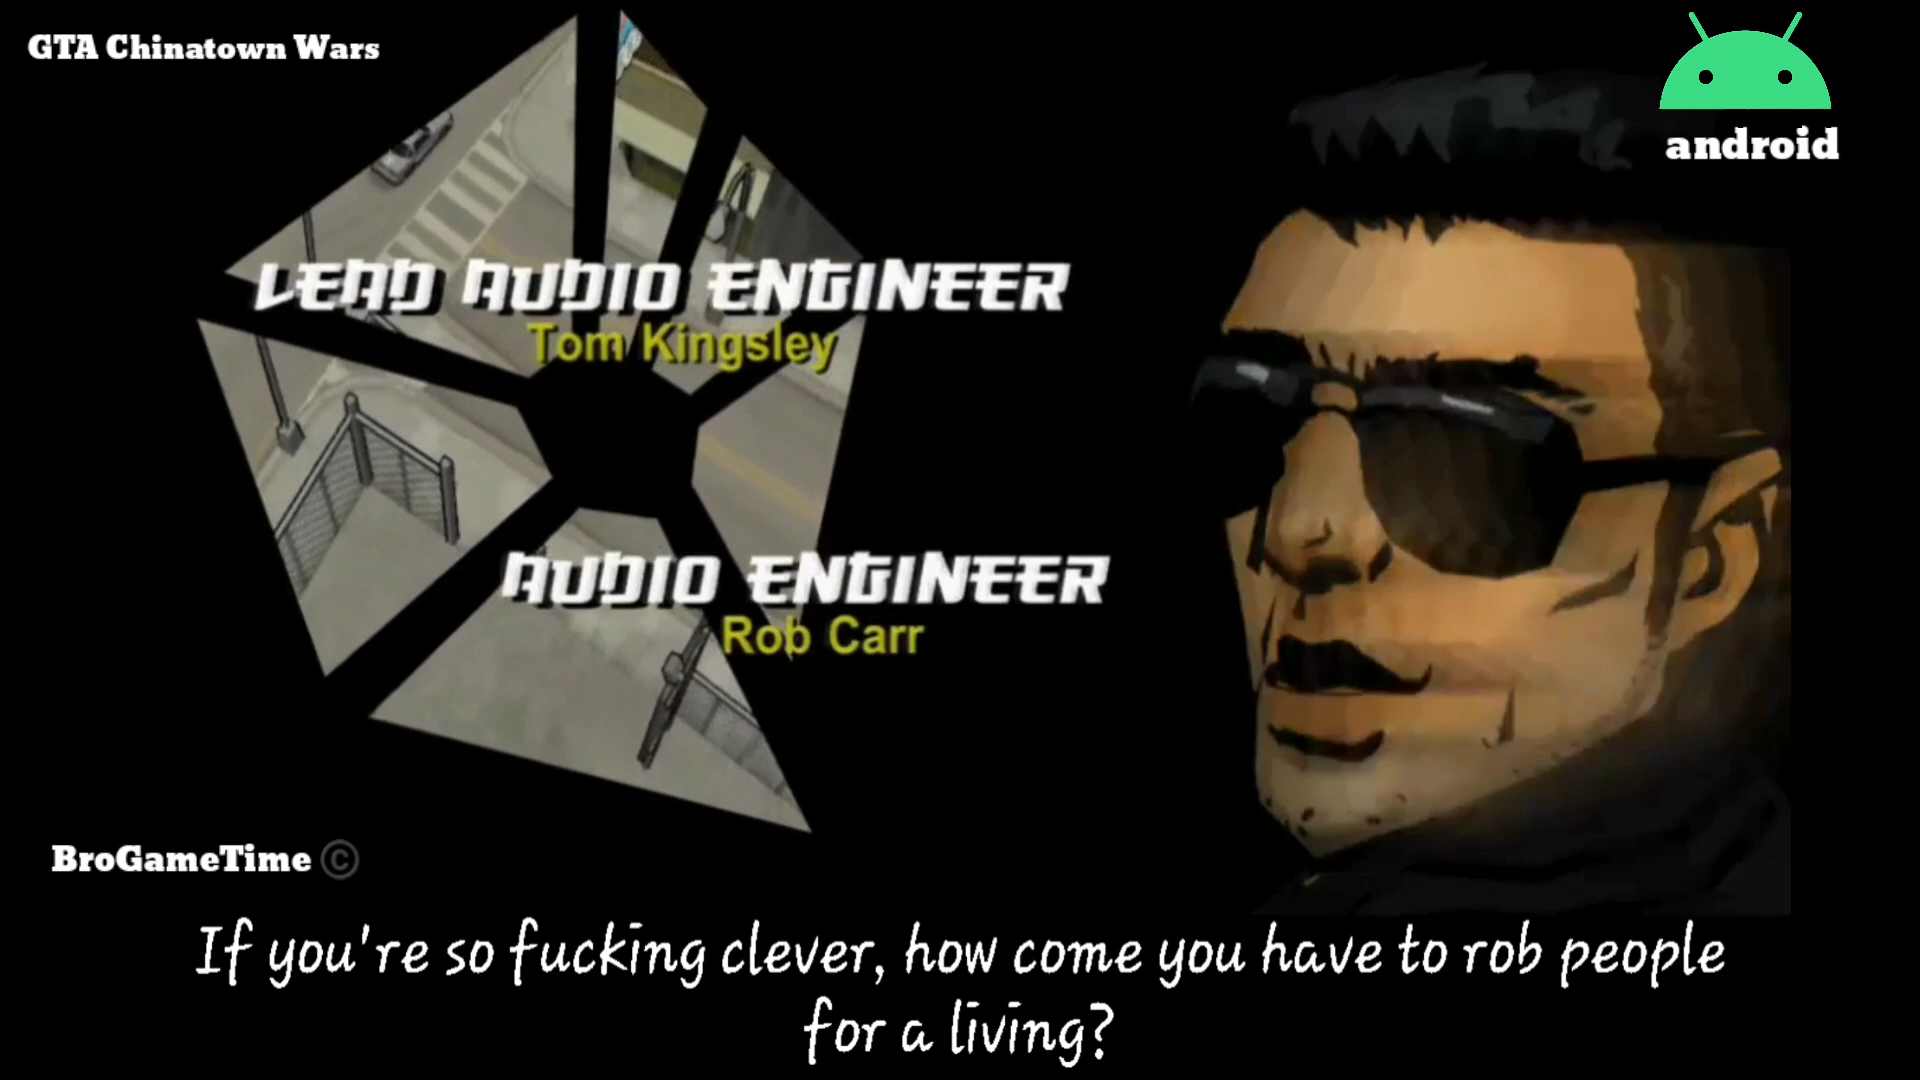 GTA Chinatown Wars
android
LEAD AUDIO ENGINEER
Tom Kingsley
AUDIO ENGINEER
Rob Carr
BroGameTime ©
If you're so fucking clever, how come you have to rob people
for a living?